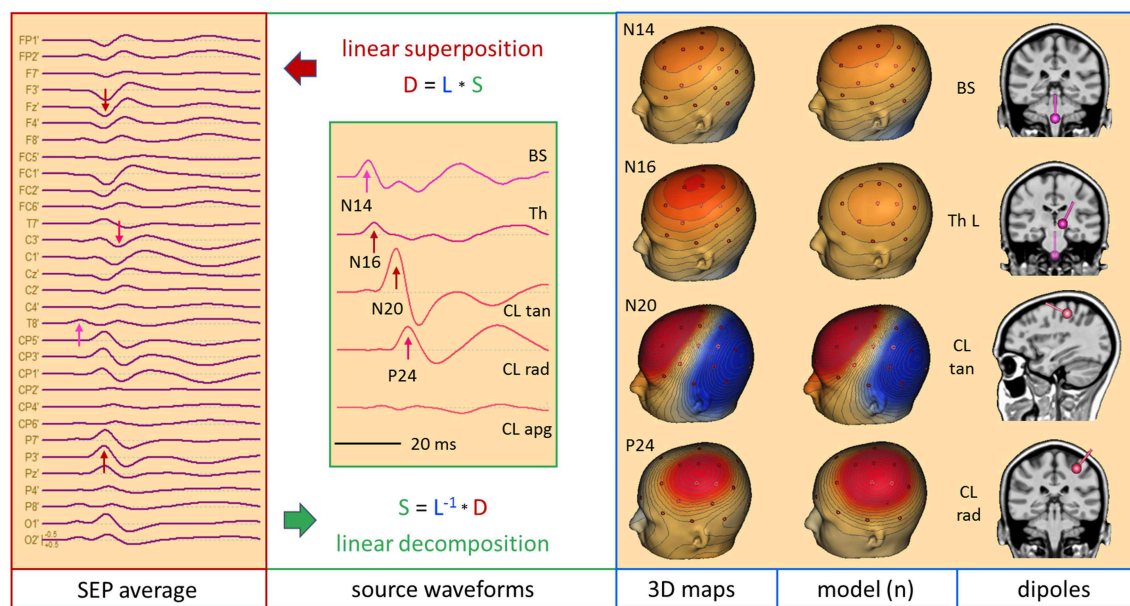 FP1'
FP2'
F7'
F3'
Fz'
F4'
F8'
FC5'
FC1'
FC2'
FC6'
T7'
C3'
C1'
Cz'
C2'
C4'
T8'
CP5'
CP3'
CP1'
CP2'
CP4'
CP6'
P7'
P3'
Pz'
P4'
P8'
O1'
O2'
-0.5
+0.5
SEP average
linear superposition
D = L * S
BS
N14
Th
N16
N20
CL tan
P24
CL rad
CL apg
20 ms
S = L⁻¹ * D
linear decomposition
source waveforms
N14
BS
N16
Th L
N20
CL
tan
P24
CL
rad
3D maps
model (n)
dipoles